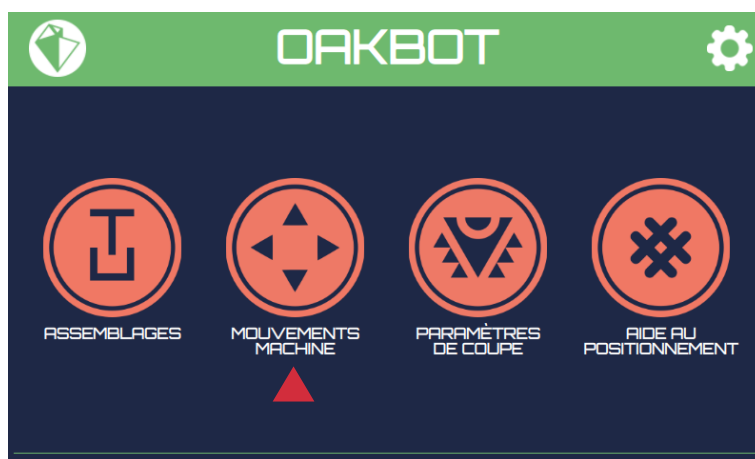 OAKBOT
ASSEMBLAGES
MOUVEMENTS
MACHINE
PARAMÈTRES
DE COUPE
AIDE AU
POSITIONNEMENT